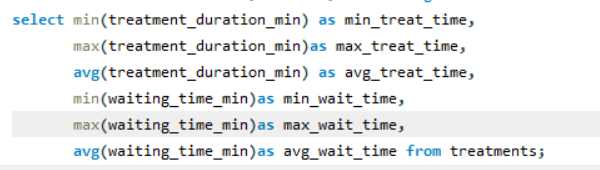 select min(treatment_duration_min) as min_treat_time,
max(treatment_duration_min)as max_treat_time,
avg(treatment_duration_min) as avg_treat_time,
min(waiting_time_min)as min_wait_time,
max(waiting_time_min)as max_wait_time,
avg(waiting_time_min)as avg_wait_time from treatments;